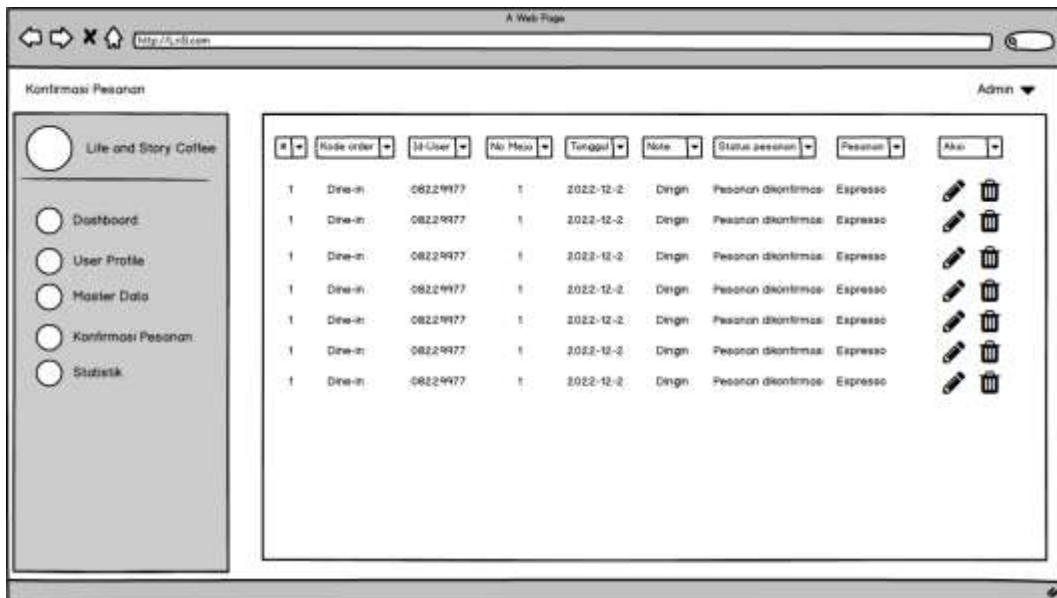 A Web Page
Konfirmasi Pesanan
Admin
Life and Story Coffee
Dashboard
User Profile
Master Data
Konfirmasi Pesanan
Statistik
# Kode order Id-User No Meja Tanggal Note Status pesanan Pesanan Aksi
1 Dine-in 08229977 1 2022-12-2 Dingin Pesanan dikonfirmasi Espresso
1 Dine-in 08229977 1 2022-12-2 Dingin Pesanan dikonfirmasi Espresso
1 Dine-in 08229977 1 2022-12-2 Dingin Pesanan dikonfirmasi Espresso
1 Dine-in 08229977 1 2022-12-2 Dingin Pesanan dikonfirmasi Espresso
1 Dine-in 08229977 1 2022-12-2 Dingin Pesanan dikonfirmasi Espresso
1 Dine-in 08229977 1 2022-12-2 Dingin Pesanan dikonfirmasi Espresso
1 Dine-in 08229977 1 2022-12-2 Dingin Pesanan dikonfirmasi Espresso